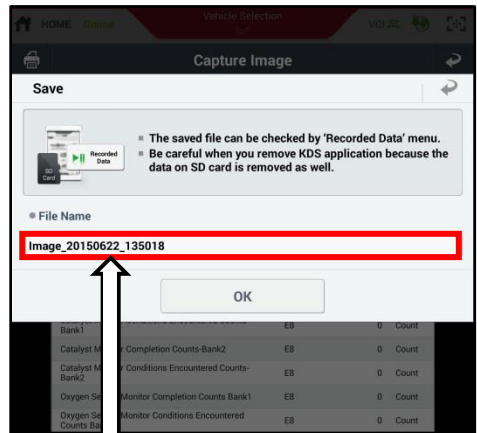 HOME Online
Vehicle Selection
VCI
Capture Image
Save
SD Card
Recorded Data
The saved file can be checked by 'Recorded Data' menu.
Be careful when you remove KDS application because the
data on SD card is removed as well.
File Name
Image_20150622_135018
OK
Bank1 E8 0 Count
Catalyst M r Completion Counts-Bank2 E8 0 Count
Catalyst M r Conditions Encountered Counts-
Bank2 E8 0 Count
Oxygen Se Monitor Completion Counts Bank1 E8 0 Count
Oxygen Se Monitor Conditions Encountered
Counts Ba E8 0 Count